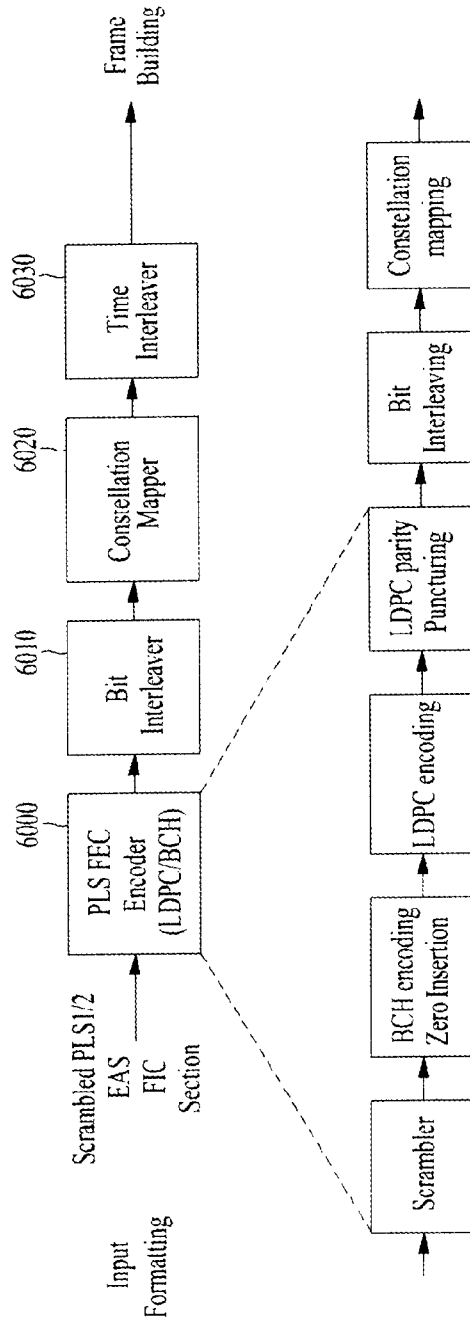 Input
Formatting
Scrambled PLS1/2
EAS
FIC
Section
6000
PLS FEC
Encoder
(LDPC/BCH)
6010
Bit
Interleaver
6020
Constellation
Mapper
6030
Time
Interleaver
Frame
Building
Scrambler
BCH encoding
Zero Insertion
LDPC encoding
LDPC parity
Puncturing
Bit
Interleaving
Constellation
mapping